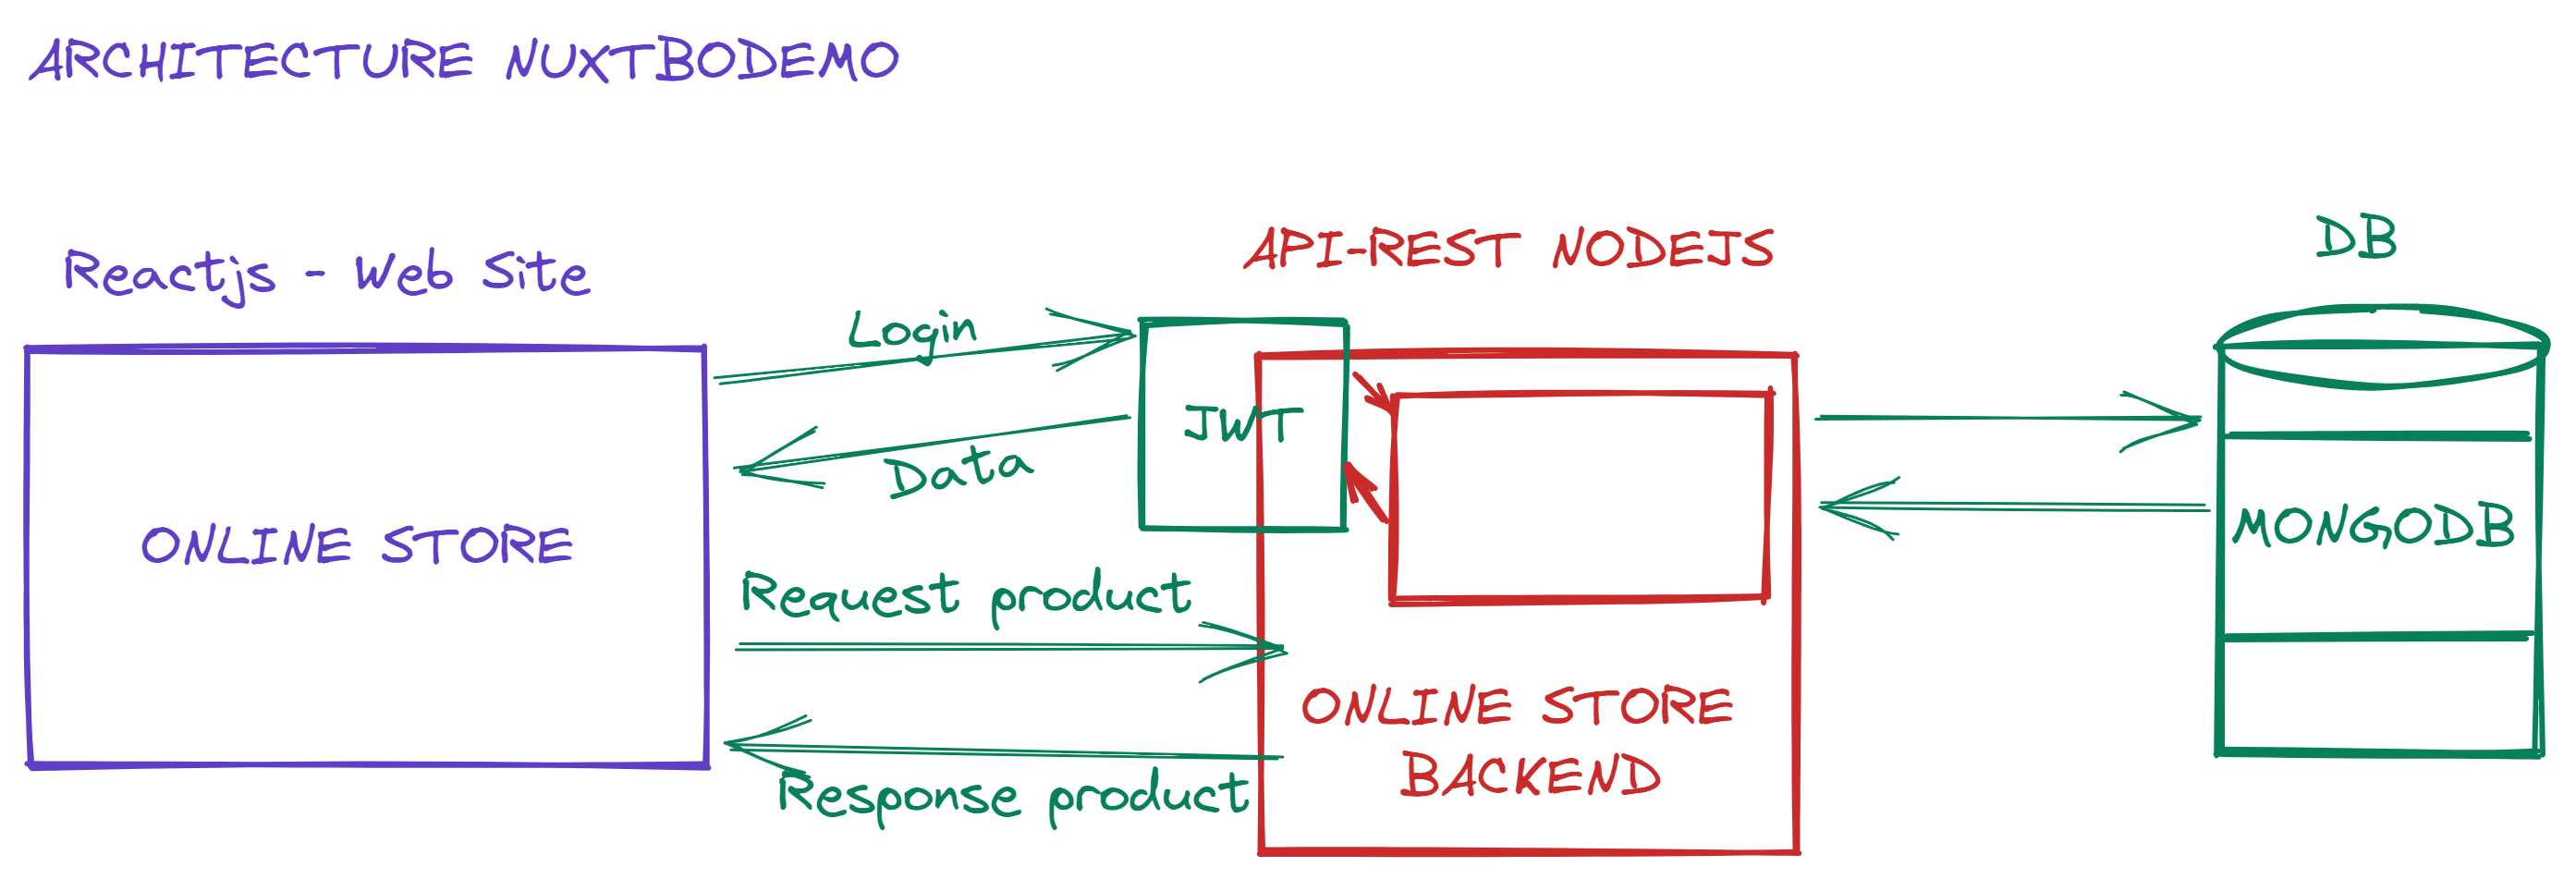 ARCHITECTURE NUXTBODEMO
Reactjs - Web Site
API-REST NODEJS
DB
Login
JWT
Data
ONLINE STORE
MONGODB
Request product
ONLINE STORE
BACKEND
Response product